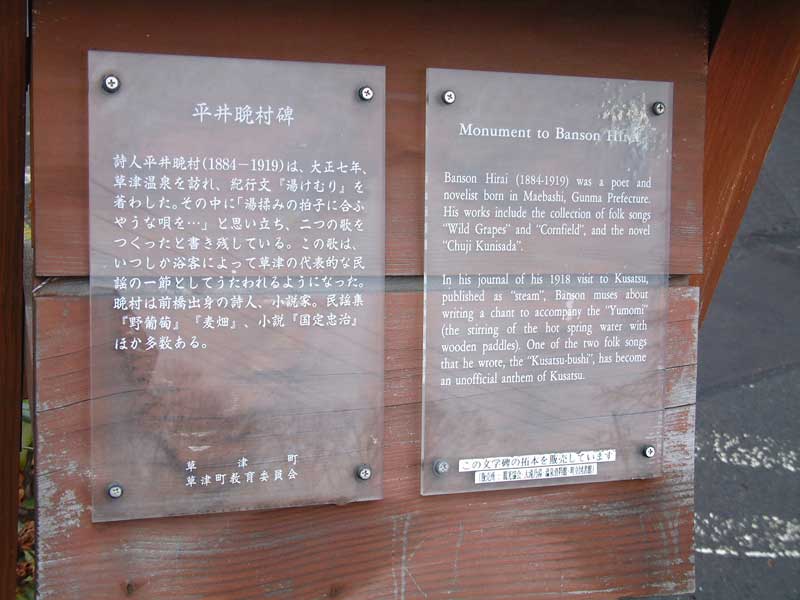 平井晩村碑
詩人平井晩村(1884－1919)は、大正七年、
草津温泉を訪れ、紀行文『湯けむり』を
著わした。その中に「湯揉みの拍子に合ふ
やうな唄を…」と思い立ち、二つの歌を
つくったと書き残している。この歌は、
いつしか浴客によって草津の代表的な民
謡の一節としてうたわれるようになった。
晩村は前橋出身の詩人、小説家。民謡集
『野葡萄』『麦畑』、小説『国定忠治』
ほか多数ある。
草津町
草津町教育委員会
Monument to Banson Hirai
Banson Hirai (1884-1919) was a poet and
novelist born in Maebashi, Gunma Prefecture.
His works include the collection of folk songs
“Wild Grapes” and “Cornfield”, and the novel
“Chuji Kunisada”.
In his journal of his 1918 visit to Kusatsu,
published as “steam”, Banson muses about
writing a chant to accompany the “Yumomi”
(the stirring of the hot spring water with
wooden paddles). One of the two folk songs
that he wrote, the “Kusatsu-bushi”, has become
an unofficial anthem of Kusatsu.
この文学碑の拓本を販売しています